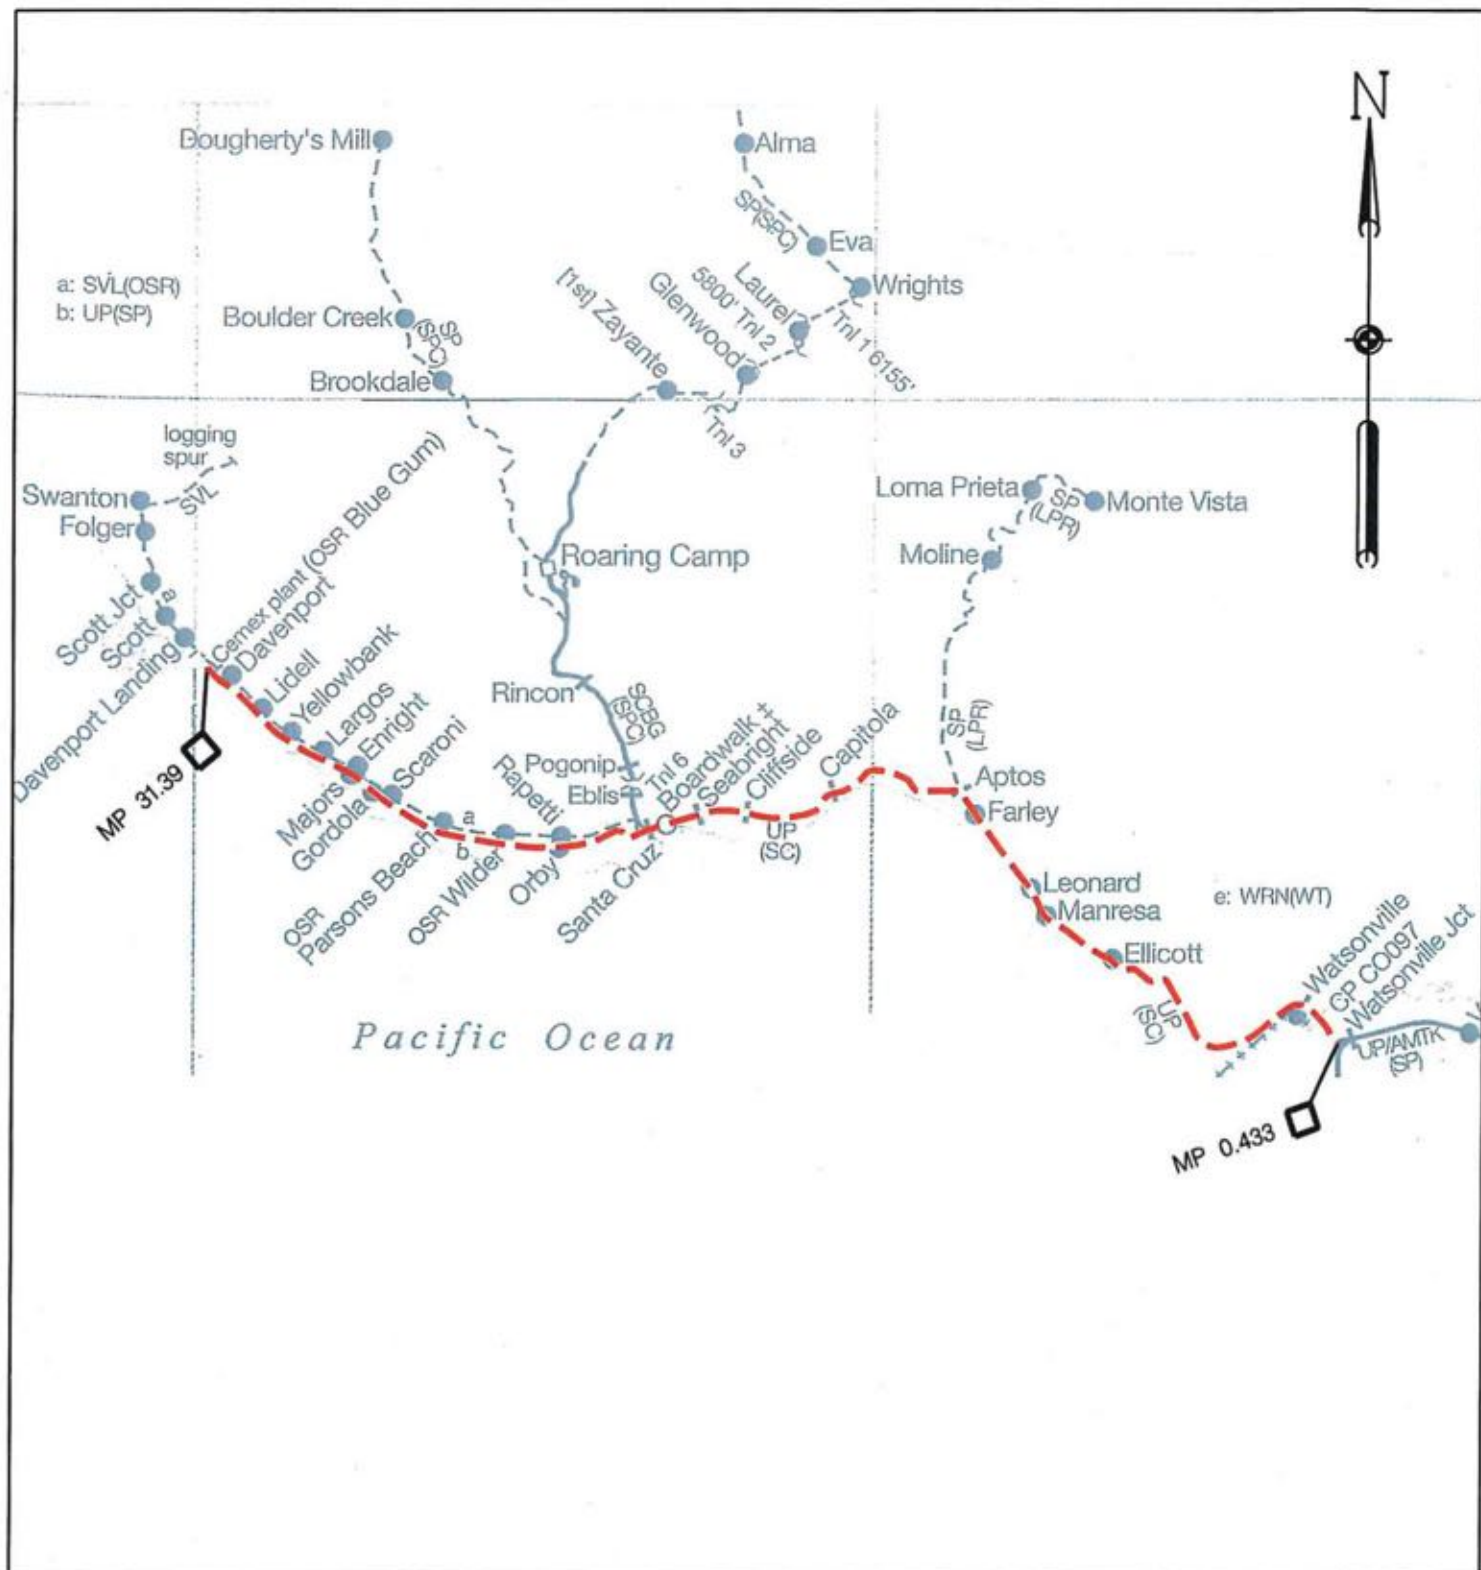 N
Dougherty's Mill
Alma
SP(SPC)
Eva
a: SVL(OSR)
b: UP(SP)
Wrights
Laurel
5800' Tnl 2
Glenwood
[1st] Zayante
Tnl 1 6155'
Boulder Creek
SP
(SPC)
Brookdale
Tnl 3
logging
spur
SVL
Swanton
Folger
Cemex plant (OSR Blue Gum)
Loma Prieta
SP
(LPR)
Monte Vista
Roaring Camp
Moline
Scott Jct
a
Scott
Davenport Landing
Davenport
Lidell
Yellowbank
Largos
Enright
Scaroni
Rincon
SCBG
(SPC)
MP 31.39
Majors
Gordola
Pogonip
Rapetti
Eblis
Tnl 6
Boardwalk ‡
Seabright
Cliffside
Capitola
SP
(LPR)
Aptos
Farley
a
b
OSR
Parsons Beach
OSR Wilder
Orby
Santa Cruz
UP
(SC)
Leonard
Manresa
e: WRN(WT)
Ellicott
Watsonville
CP CO097
Watsonville Jct
UP
(SC)
UP/AMTK
(SP)
Pacific Ocean
MP 0.433